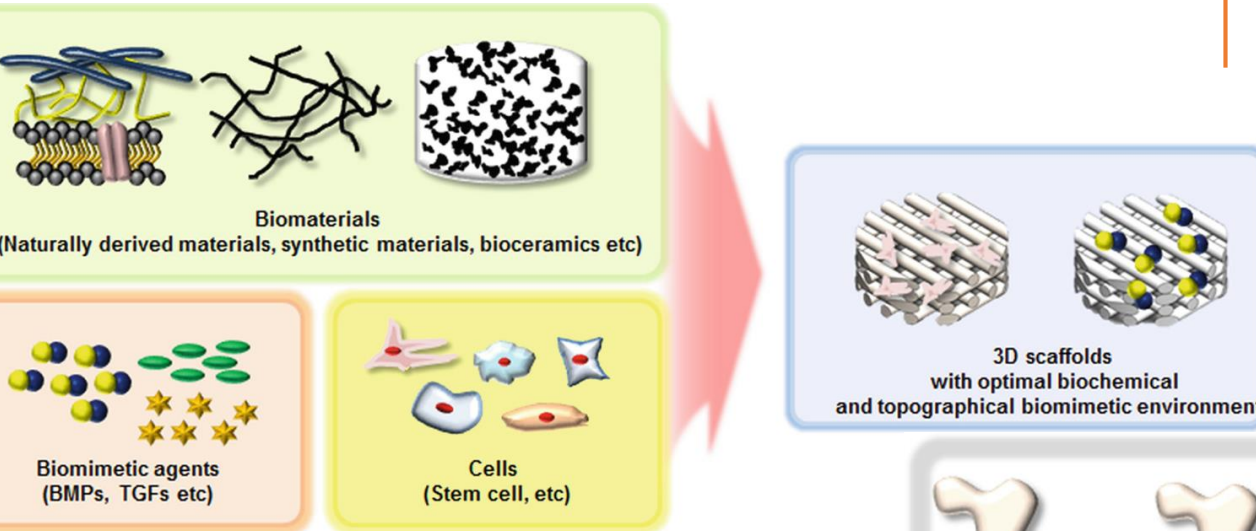 Biomaterials
(Naturally derived materials, synthetic materials, bioceramics etc)
Biomimetic agents
(BMPs, TGFs etc)
Cells
(Stem cell, etc)
3D scaffolds
with optimal biochemical
and topographical biomimetic environment